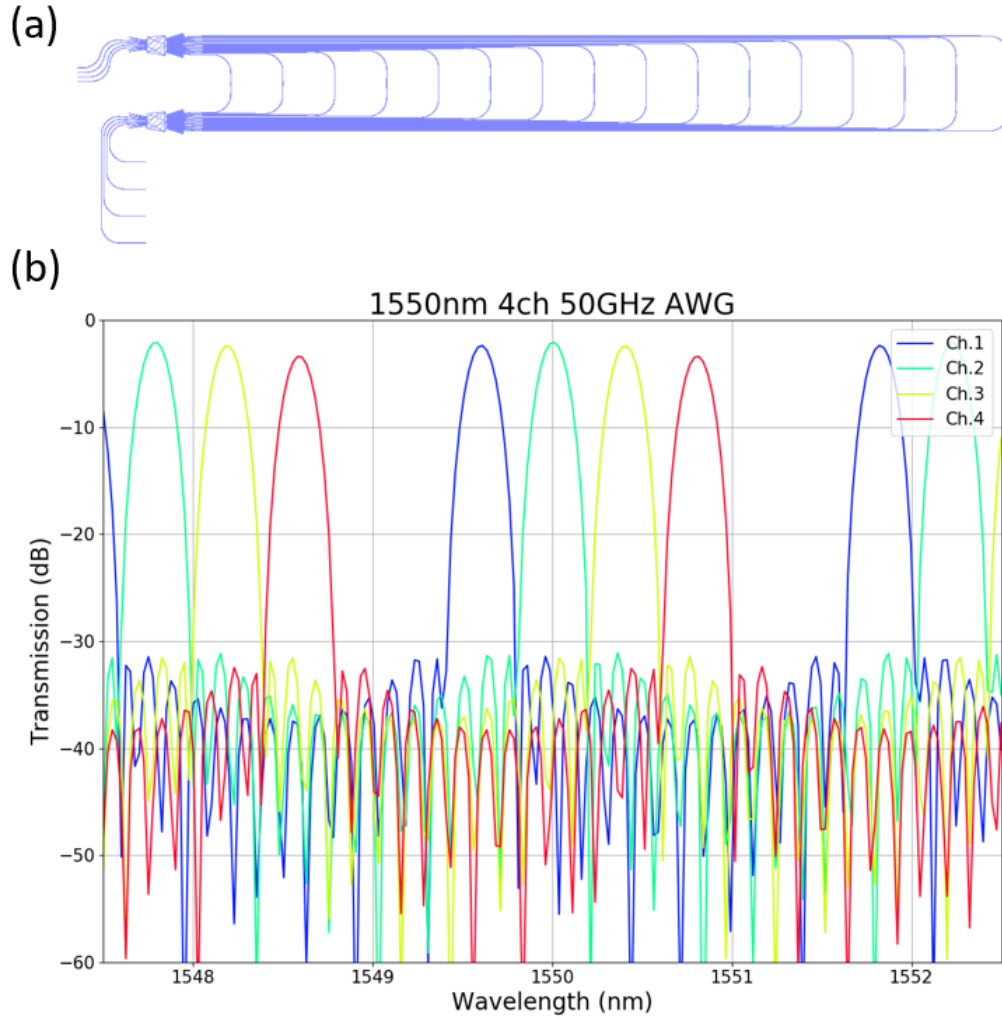 (a)
(b)
1550nm 4ch 50GHz AWG
Ch.1
Ch.2
Ch.3
Ch.4
0
−10
−20
−30
−40
−50
−60
Transmission (dB)
1548 1549 1550 1551 1552
Wavelength (nm)